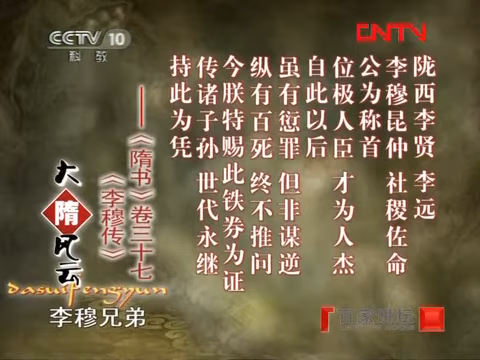 CCTV 10
科教
CNTV
陇西李贤 李远
李穆昆仲 社稷佐命
公为称首
位极人臣 才为人杰
自此以后
虽有愆罪 但非谋逆
纵有百死 终不推问
今朕特赐此铁券为证
传诸子孙 世代永继
持此为凭
——《隋书》卷三十七
《李穆传》
大隋风云
dasuifengyun
李穆兄弟
百家讲坛